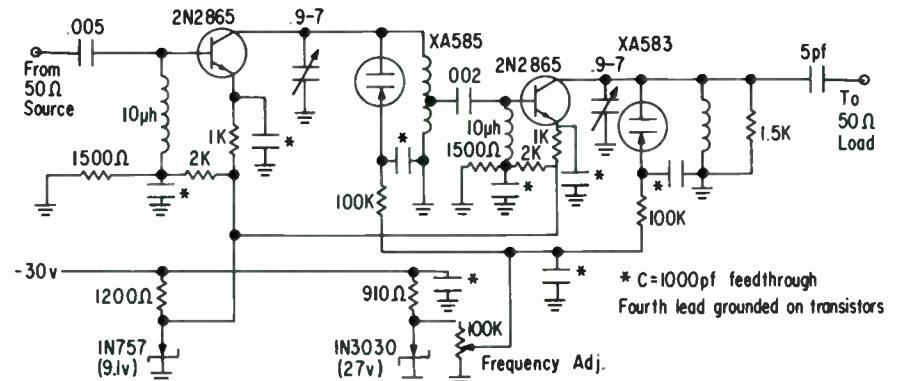 .005
2N2865
.9-7
XA585
2N2865
XA583
.9-7
5pf
From
50Ω
Source
002
To
50Ω
Load
10μh
1K
*
10μh
1K
1.5K
1500Ω
2K
*
*
1500Ω
2K
*
*
*
100K
100K
-30v
*
*
* C=1000pf feedthrough
Fourth lead grounded on transistors
1200Ω
910Ω
100K
1N757
(9.1v)
1N3030
(27v)
Frequency Adj.